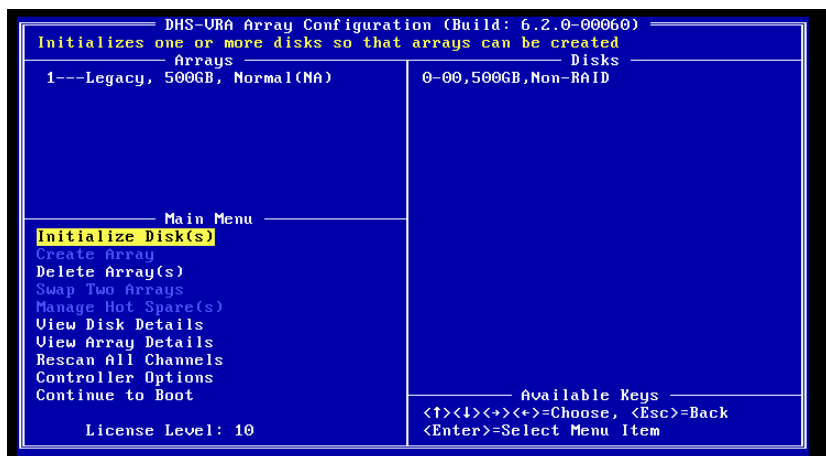 DHS-VRA Array Configuration (Build: 6.2.0-00060)
Initializes one or more disks so that arrays can be created
Arrays
1---Legacy, 500GB, Normal(NA)
Disks
0-00,500GB,Non-RAID
Main Menu
Initialize Disk(s)
Create Array
Delete Array(s)
Swap Two Arrays
Manage Hot Spare(s)
View Disk Details
View Array Details
Rescan All Channels
Controller Options
Continue to Boot
License Level: 10
Available Keys
<↑><↓><→><←>=Choose, <Esc>=Back
<Enter>=Select Menu Item